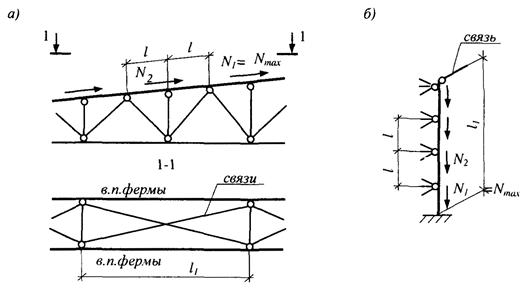 а)
б)
1
1
l
l
N2
N1= Nmax
1-1
связи
в.п.фермы
в.п.фермы
l1
связь
l1
l
l
N2
N1
=Nmax